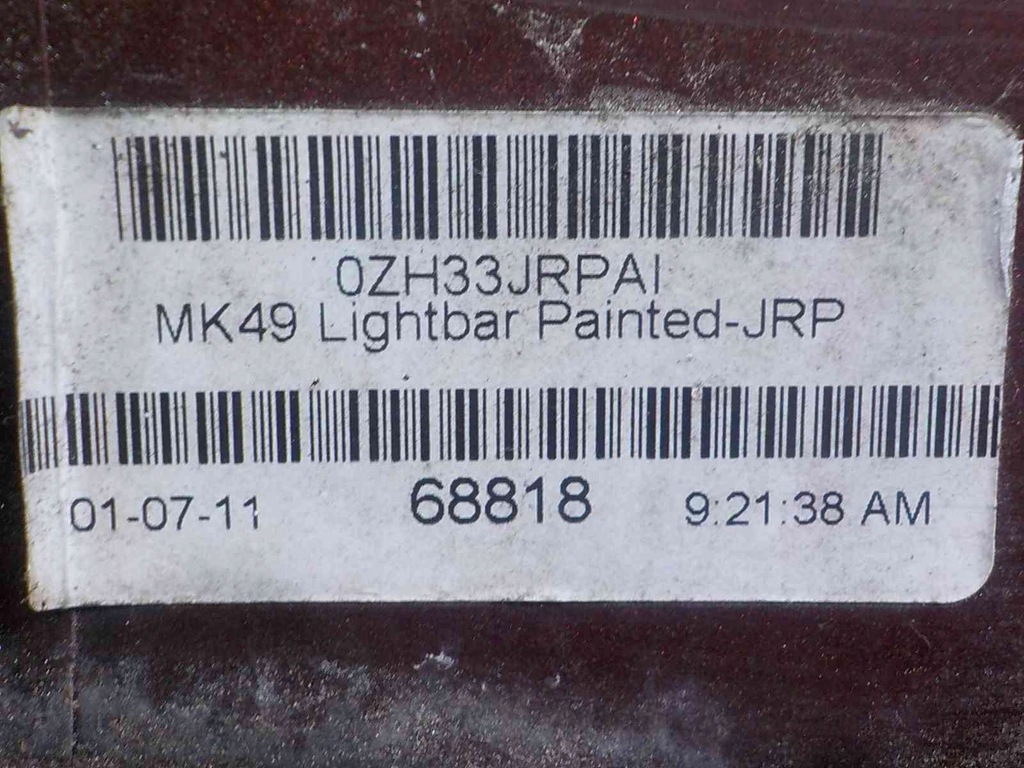 0ZH33JRPAI
MK49 Lightbar Painted-JRP
01-07-11 68818 9:21:38 AM